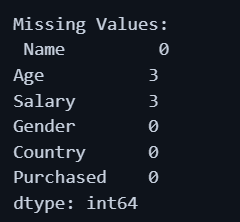 Missing Values:
 Name         0
Age          3
Salary       3
Gender       0
Country      0
Purchased    0
dtype: int64